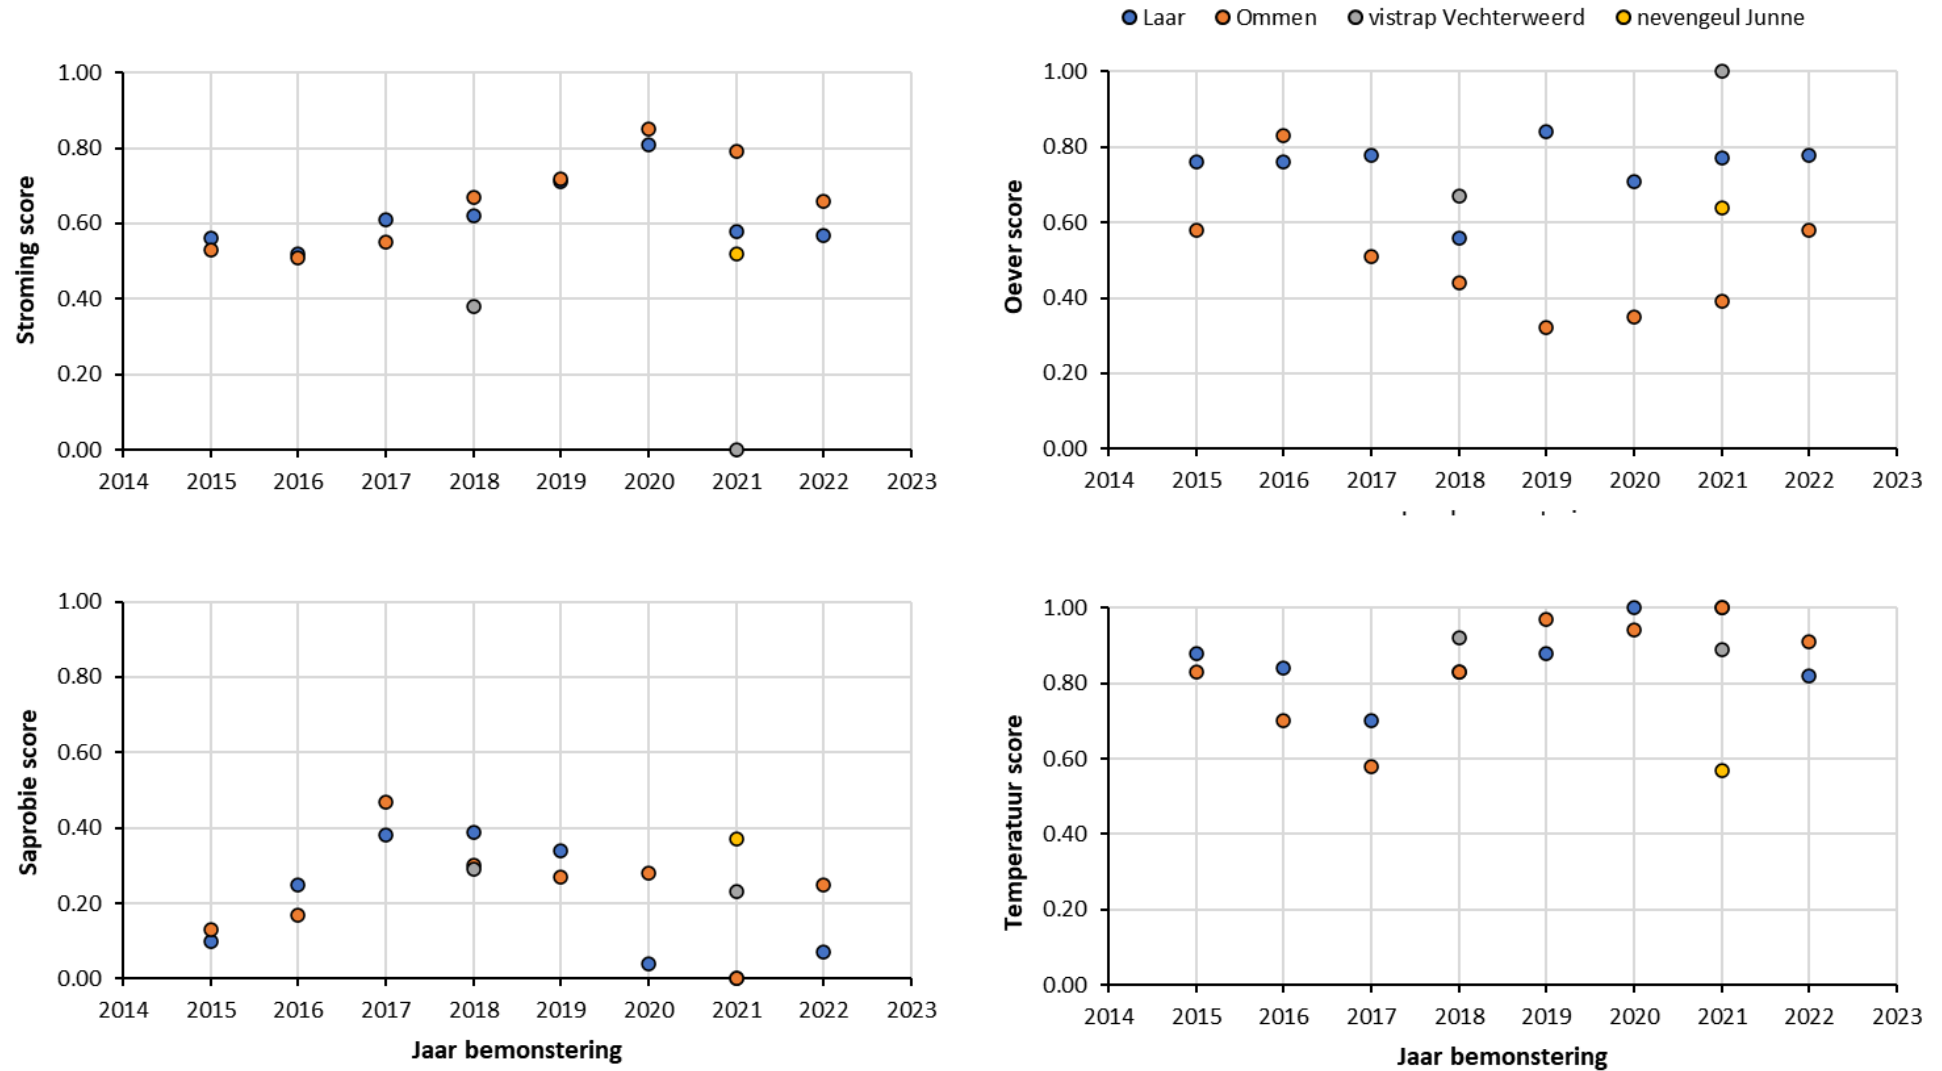 Laar Ommen vistrap Vechterweerd nevengeul Junne
Stroming score
1.00
0.80
0.60
0.40
0.20
0.00
2014 2015 2016 2017 2018 2019 2020 2021 2022 2023
Oever score
1.00
0.80
0.60
0.40
0.20
0.00
2014 2015 2016 2017 2018 2019 2020 2021 2022 2023
Saprobie score
1.00
0.80
0.60
0.40
0.20
0.00
2014 2015 2016 2017 2018 2019 2020 2021 2022 2023
Jaar bemonstering
Temperatuur score
1.00
0.80
0.60
0.40
0.20
0.00
2014 2015 2016 2017 2018 2019 2020 2021 2022 2023
Jaar bemonstering